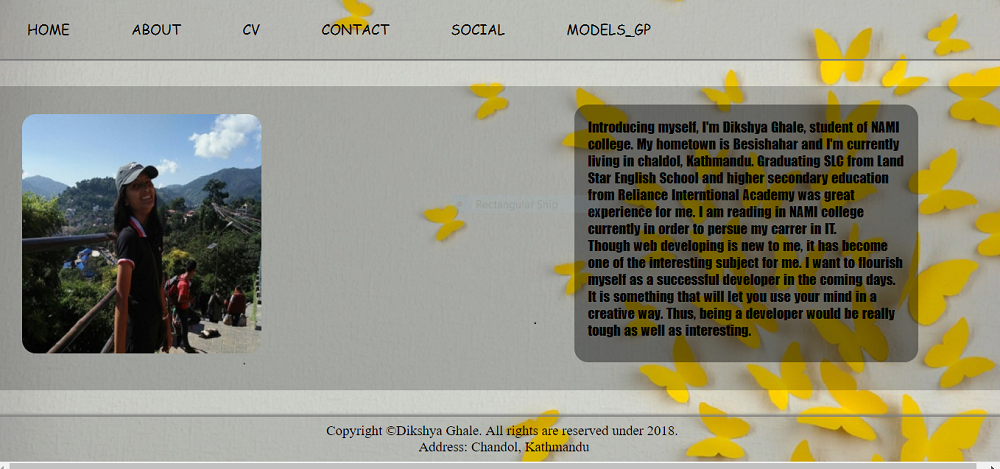 HOME ABOUT CV CONTACT SOCIAL MODELS_GP
Rectangular Snip
Introducing myself, I'm Dikshya Ghale, student of NAMI
college. My hometown is Besishahar and I'm currently
living in chaldol, Kathmandu. Graduating SLC from Land
Star English School and higher secondary education
from Reliance Interntional Academy was great
experience for me. I am reading in NAMI college
currently in order to persue my carrer in IT.
Though web developing is new to me, it has become
one of the interesting subject for me. I want to flourish
myself as a successful developer in the coming days.
It is something that will let you use your mind in a
creative way. Thus, being a developer would be really
tough as well as interesting.
Copyright ©Dikshya Ghale. All rights are reserved under 2018.
Address: Chandol, Kathmandu